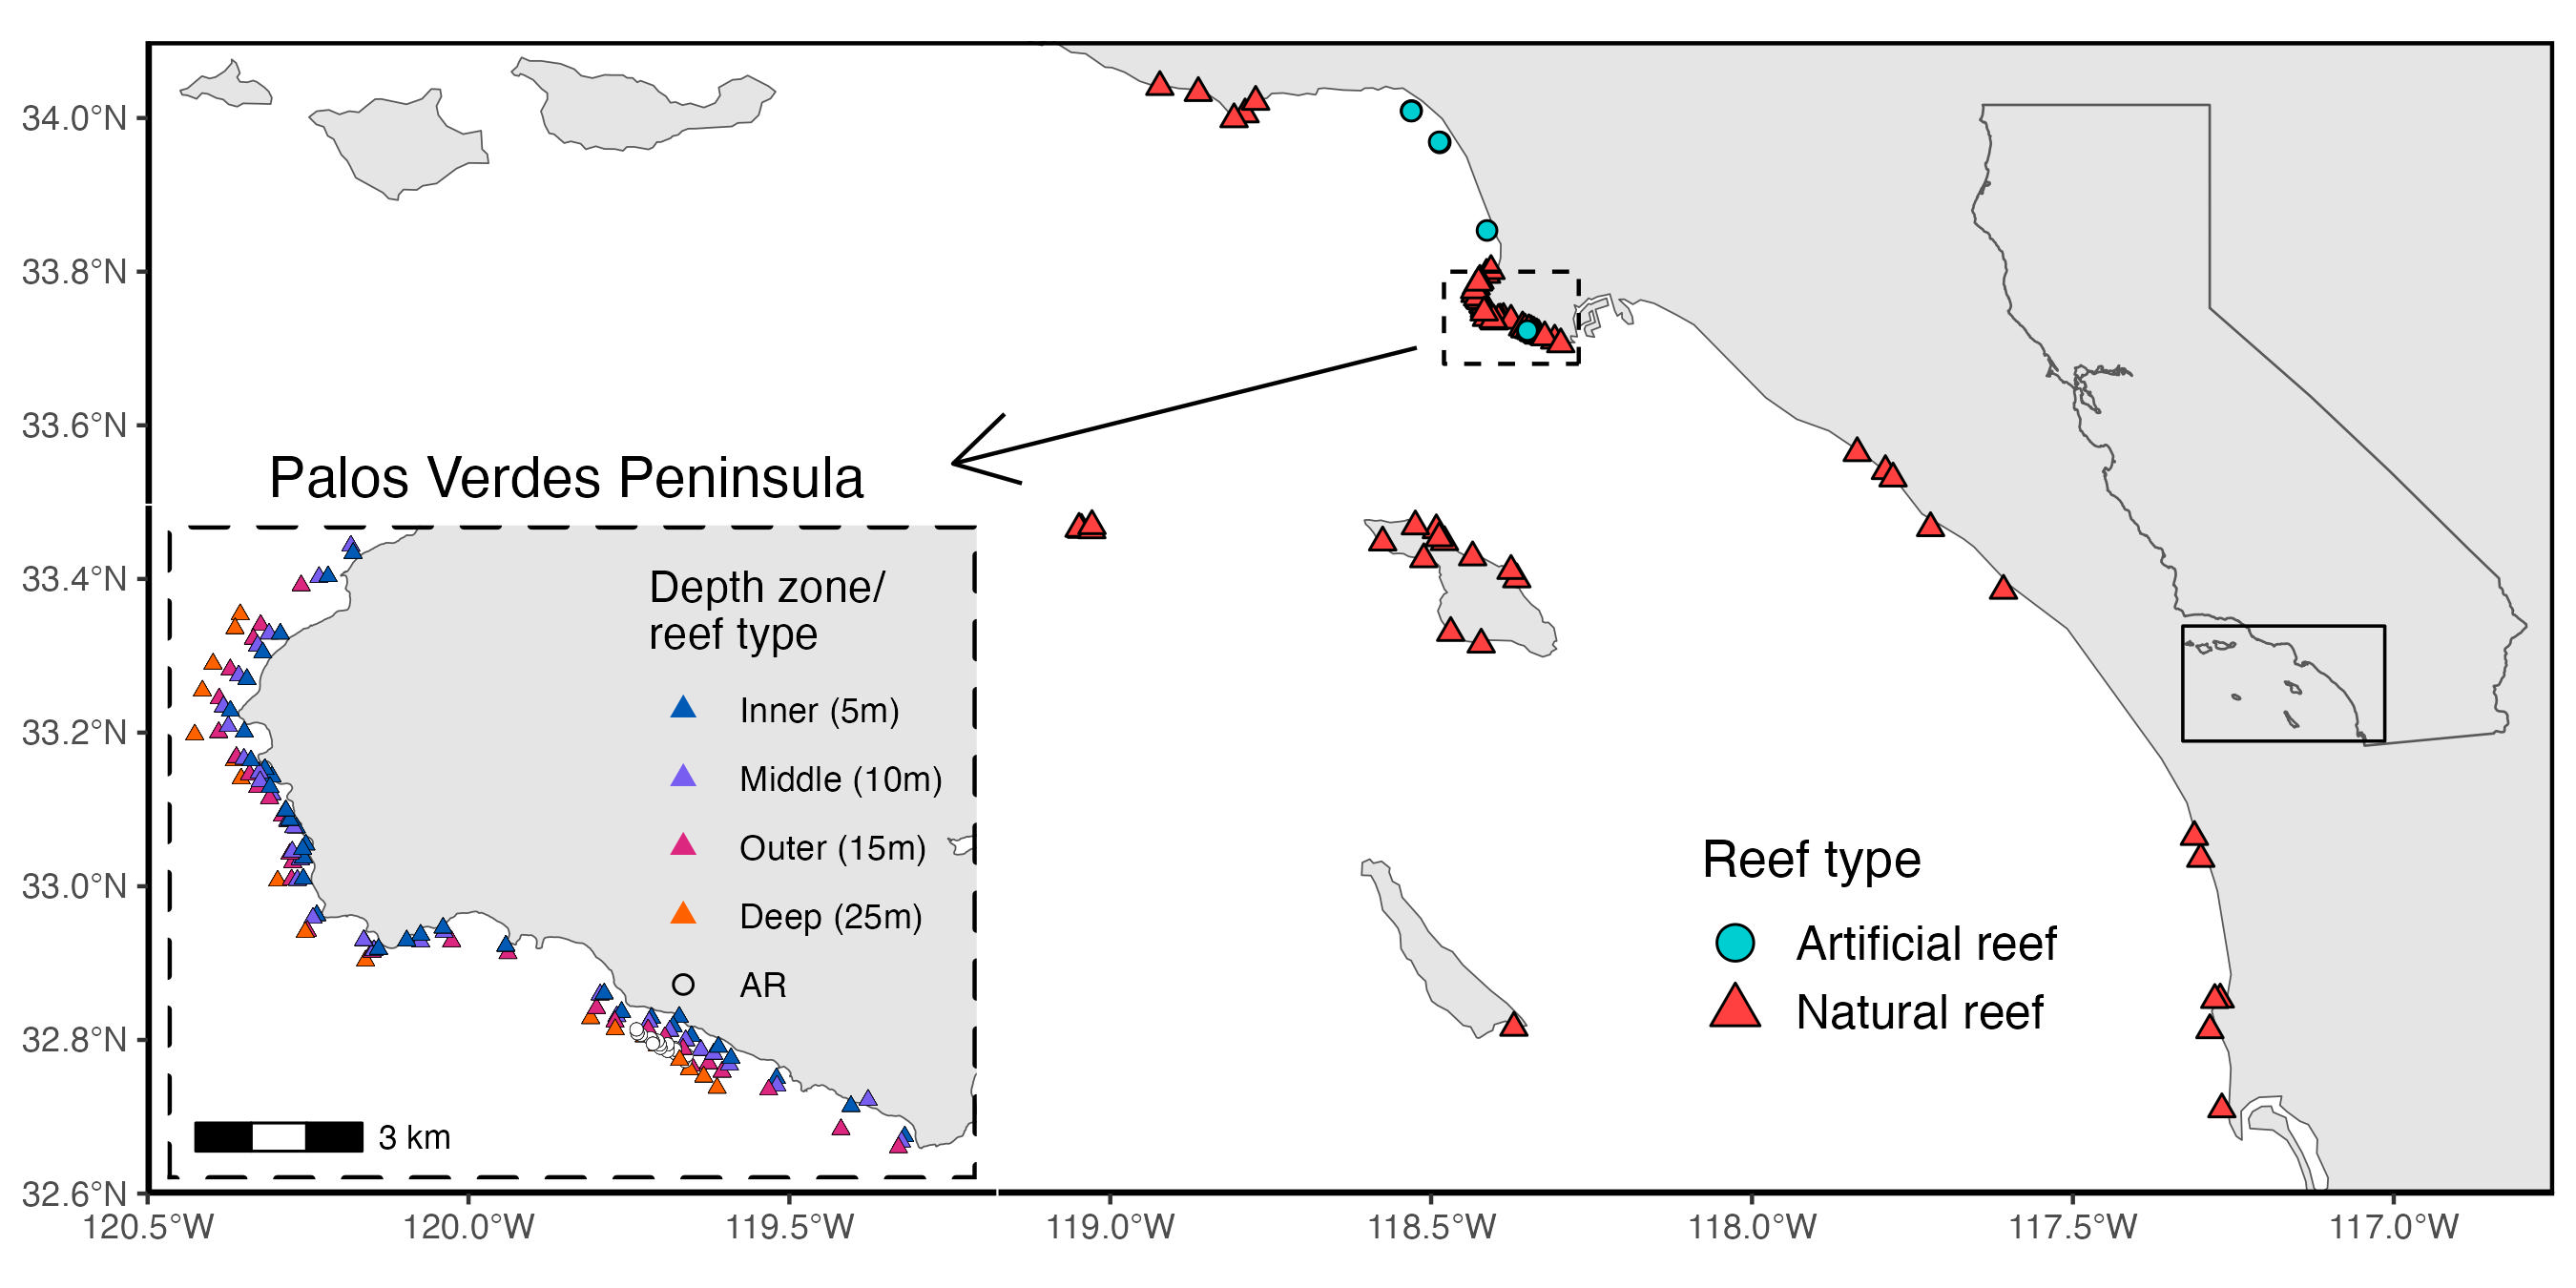 34.0°N
33.8°N
33.6°N
33.4°N
33.2°N
33.0°N
32.8°N
32.6°N
Palos Verdes Peninsula
Depth zone/
reef type
Inner (5m)
Middle (10m)
Outer (15m)
Deep (25m)
AR
3 km
Reef type
Artificial reef
Natural reef
120.5°W 120.0°W 119.5°W 119.0°W 118.5°W 118.0°W 117.5°W 117.0°W